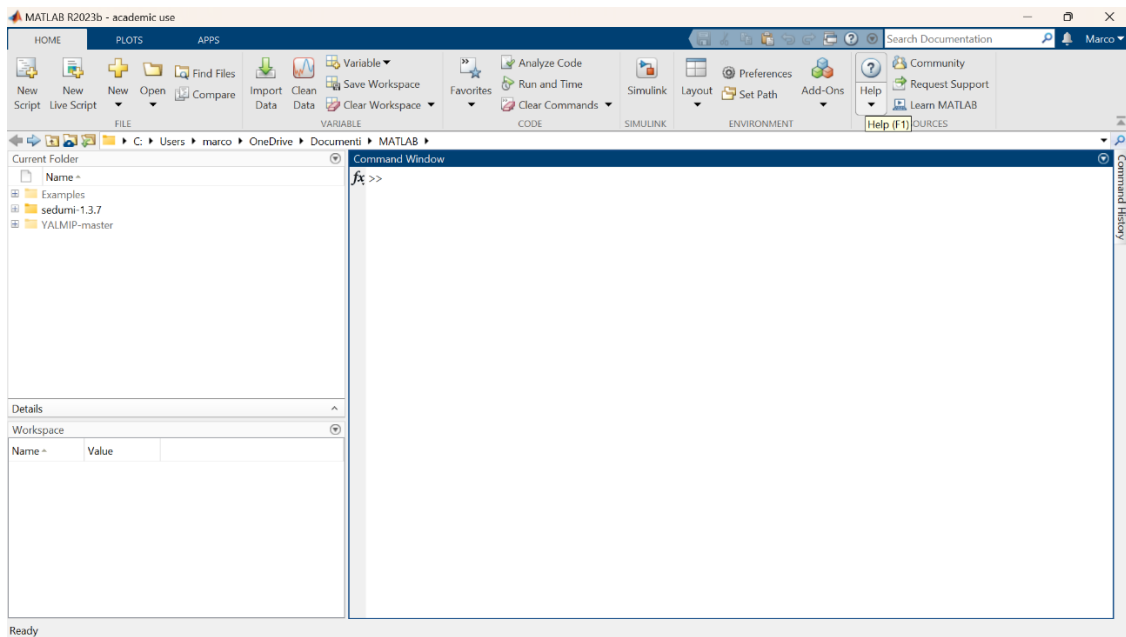 MATLAB R2023b - academic use
HOME PLOTS APPS Search Documentation Marco
New Script New Live Script New Open Find Files Compare Import Data Clean Data Variable Save Workspace Clear Workspace Favorites Analyze Code Run and Time Clear Commands Simulink Layout Preferences Set Path Add-Ons Help Community Request Support Learn MATLAB
FILE VARIABLE CODE SIMULINK ENVIRONMENT Help (F1) OURCES
C: Users marco OneDrive Documenti MATLAB
Current Folder
Name
Examples
sedumi-1.3.7
YALMIP-master
Details
Workspace
Name Value
Command Window
fx >>
Command History
Ready